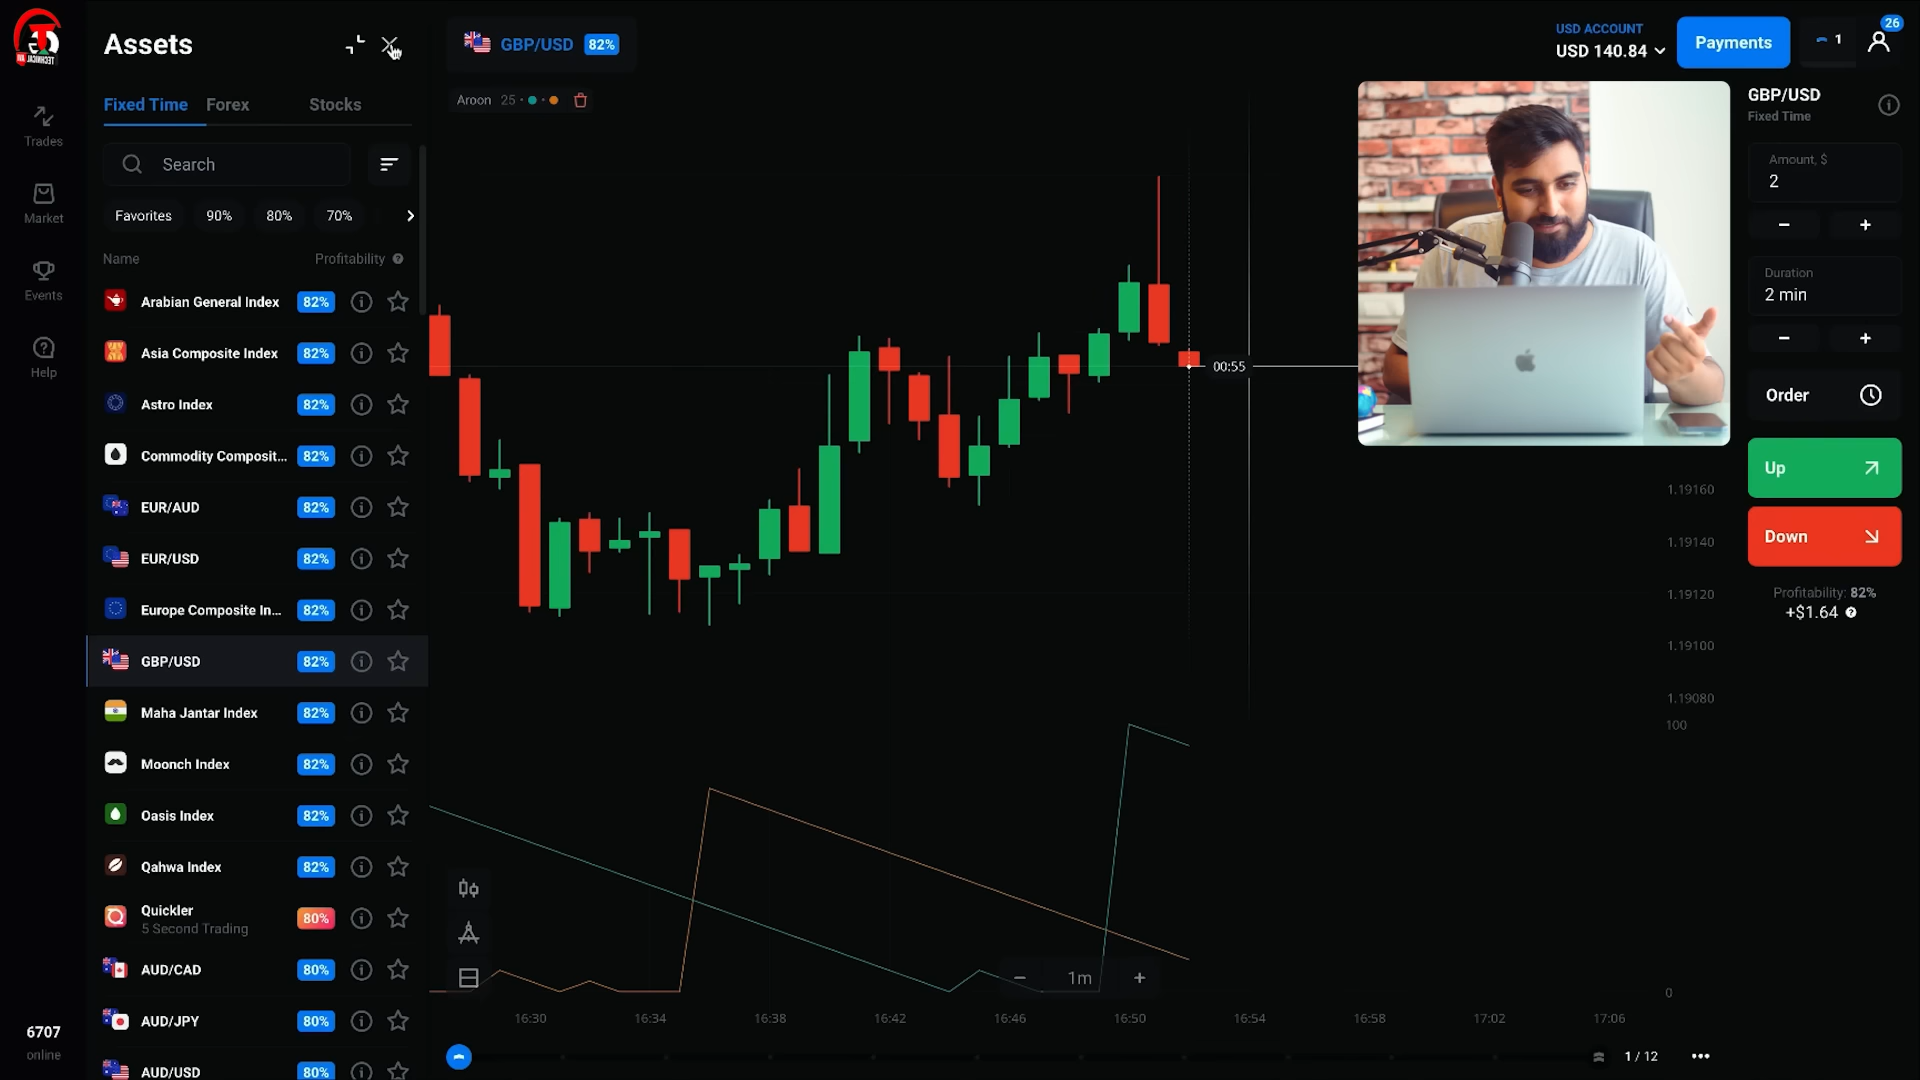 Assets
GBP/USD 82%
USD ACCOUNT
USD 140.84
Payments
1
26
Aroon 25
Fixed Time
Forex
Stocks
Search
Favorites
90%
80%
70%
Name
Profitability
Arabian General Index 82%
Asia Composite Index 82%
Astro Index 82%
Commodity Composit... 82%
EUR/AUD 82%
EUR/USD 82%
Europe Composite In... 82%
GBP/USD 82%
Maha Jantar Index 82%
Moonch Index 82%
Oasis Index 82%
Qahwa Index 82%
Quickler 80%
5 Second Trading
AUD/CAD 80%
AUD/JPY 80%
AUD/USD 80%
Trades
Market
Events
Help
6707
online
00:55
1.19160
1.19140
1.19120
1.19100
1.19080
100
0
− 1m +
16:30
16:34
16:38
16:42
16:46
16:50
16:54
16:58
17:02
17:06
1 / 12
GBP/USD
Fixed Time
Amount, $
2
− +
Duration
2 min
− +
Order
Up
Down
Profitability: 82%
+$1.64